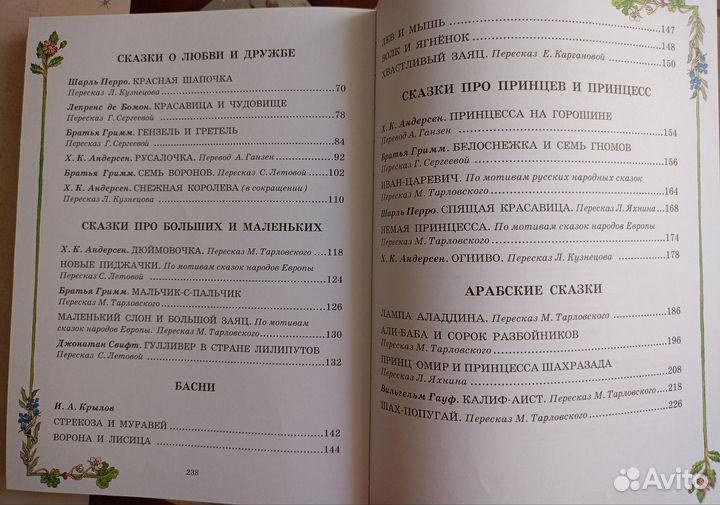 СКАЗКИ О ЛЮБВИ И ДРУЖБЕ
Шарль Перро. КРАСНАЯ ШАПОЧКА
Пересказ Л. Кузнецова 70
Лепренс де Бомон. КРАСАВИЦА И ЧУДОВИЩЕ
Пересказ Г. Сергеевой 78
Братья Гримм. ГЕНЗЕЛЬ И ГРЕТЕЛЬ
Пересказ Г. Сергеевой 84
Х. К. Андерсен. РУСАЛОЧКА. Перевод А. Ганзен 92
Братья Гримм. СЕМЬ ВОРОНОВ. Пересказ С. Летовой 102
Х. К. Андерсен. СНЕЖНАЯ КОРОЛЕВА (в сокращении)
Пересказ Л. Кузнецова 110
СКАЗКИ ПРО БОЛЬШИХ И МАЛЕНЬКИХ
Х. К. Андерсен. ДЮЙМОВОЧКА. Пересказ М. Тарловского 118
НОВЫЕ ПИДЖАЧКИ. По мотивам сказок народов Европы
Пересказ С. Летовой 124
Братья Гримм. МАЛЬЧИК-С-ПАЛЬЧИК
Пересказ М. Тарловского 126
МАЛЕНЬКИЙ СЛОН И БОЛЬШОЙ ЗАЯЦ. По мотивам
сказок народов Европы. Пересказ М. Тарловского 130
Джонатан Свифт. ГУЛЛИВЕР В СТРАНЕ ЛИЛИПУТОВ
Пересказ С. Летовой 132
БАСНИ
И. А. Крылов
СТРЕКОЗА И МУРАВЕЙ 142
ВОРОНА И ЛИСИЦА 144
238
ЛЕВ И МЫШЬ 147
ВОЛК И ЯГНЁНОК 148
ХВАСТЛИВЫЙ ЗАЯЦ. Пересказ Е. Каргановой 150
СКАЗКИ ПРО ПРИНЦЕВ И ПРИНЦЕСС
Х. К. Андерсен. ПРИНЦЕССА НА ГОРОШИНЕ
Перевод А. Ганзен 154
Братья Гримм. БЕЛОСНЕЖКА И СЕМЬ ГНОМОВ
Пересказ Г. Сергеевой 156
ИВАН-ЦАРЕВИЧ. По мотивам русских народных сказок
Пересказ М. Тарловского 164
Шарль Перро. СПЯЩАЯ КРАСАВИЦА. Пересказ Л. Яхнина 168
НЕМАЯ ПРИНЦЕССА. По мотивам сказок народов Европы
Пересказ М. Тарловского 174
Х. К. Андерсен. ОГНИВО. Пересказ Л. Кузнецова 178
АРАБСКИЕ СКАЗКИ
ЛАМПА АЛАДДИНА. Пересказ М. Тарловского 186
АЛИ-БАБА И СОРОК РАЗБОЙНИКОВ
Пересказ М. Тарловского 196
ПРИНЦ ОМИР И ПРИНЦЕССА ШАХРАЗАДА
Пересказ Л. Яхнина 208
Вильгельм Гауф. КАЛИФ-АИСТ. Пересказ М. Тарловского 218
ШАХ-ПОПУГАЙ. Пересказ М. Тарловского 226
Avito